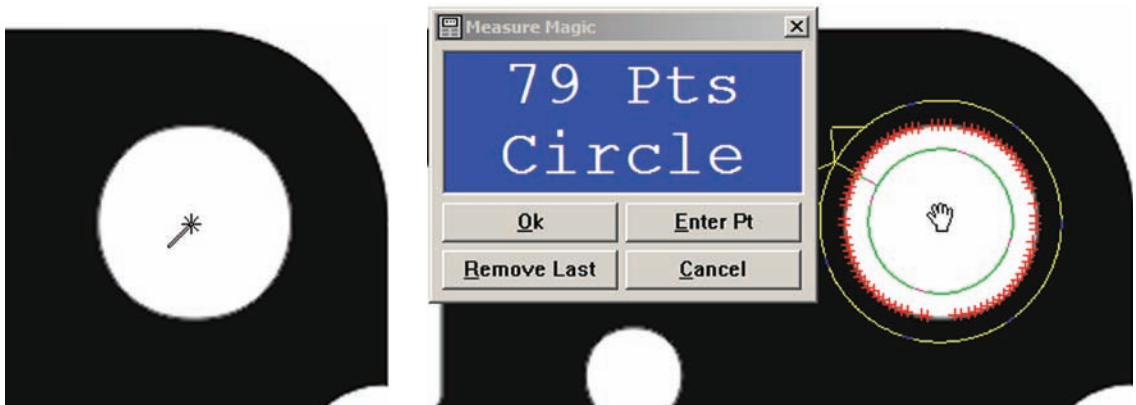 Measure Magic
79 Pts
Circle
Ok
Enter Pt
Remove Last
Cancel